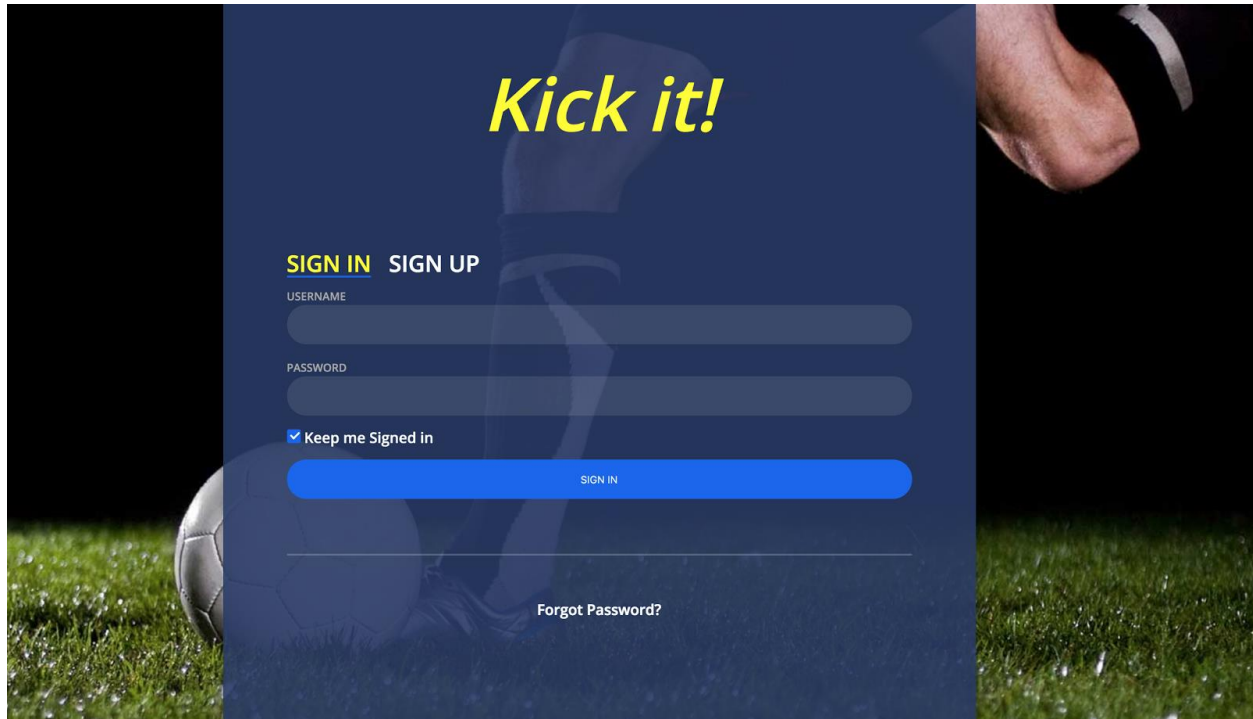 Kick it!
SIGN IN SIGN UP
USERNAME
PASSWORD
Keep me Signed in
SIGN IN
Forgot Password?